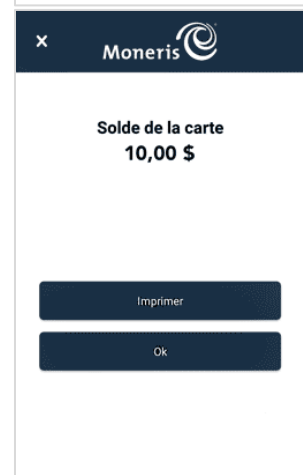 ×
Moneris
Solde de la carte
10,00 $
Imprimer
Ok